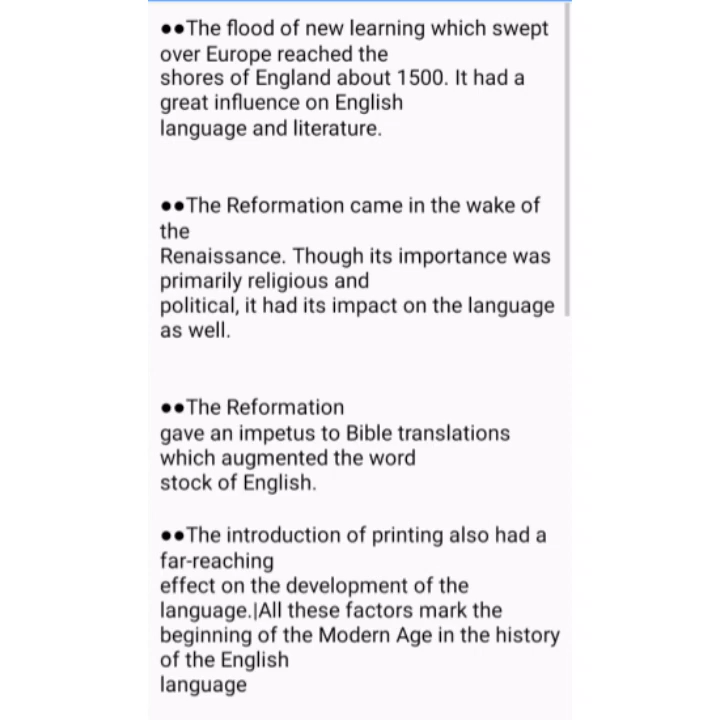 ●●The flood of new learning which swept
over Europe reached the
shores of England about 1500. It had a
great influence on English
language and literature.
●●The Reformation came in the wake of
the
Renaissance. Though its importance was
primarily religious and
political, it had its impact on the language
as well.
●●The Reformation
gave an impetus to Bible translations
which augmented the word
stock of English.
●●The introduction of printing also had a
far-reaching
effect on the development of the
language.|All these factors mark the
beginning of the Modern Age in the history
of the English
language